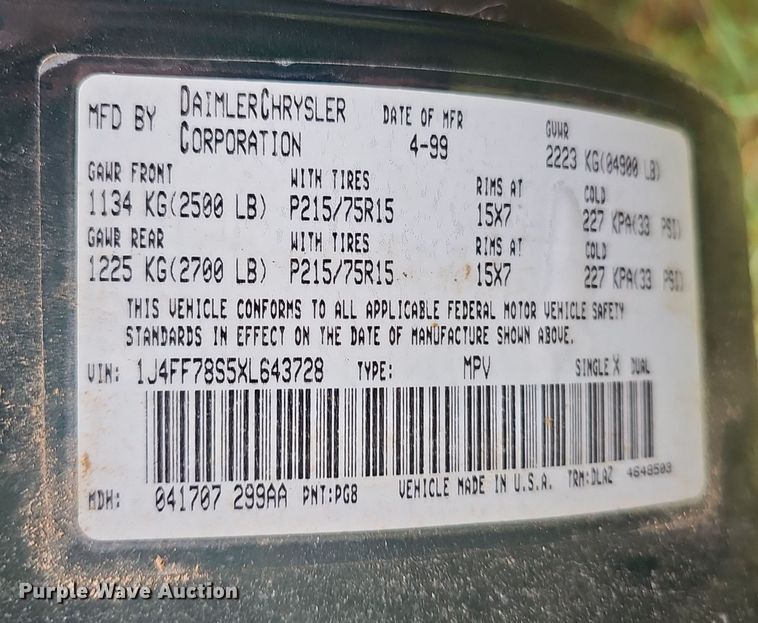 MFD BY DAIMLERCHRYSLER CORPORATION DATE OF MFR 4-99 GVWR 2223 KG(04900 LB)
GAWR FRONT WITH TIRES RIMS AT COLD
1134 KG(2500 LB) P215/75R15 15X7 227 KPA(33 PSI)
GAWR REAR WITH TIRES RIMS AT COLD
1225 KG(2700 LB) P215/75R15 15X7 227 KPA(33 PSI)
THIS VEHICLE CONFORMS TO ALL APPLICABLE FEDERAL MOTOR VEHICLE SAFETY
STANDARDS IN EFFECT ON THE DATE OF MANUFACTURE SHOWN ABOVE.
VIN: 1J4FF78S5XL643728 TYPE: MPV SINGLE X DUAL
MDH: 041707 299AA PNT:PG8 VEHICLE MADE IN U.S.A. TRM:DLAZ 4648503
Purple Wave Auction